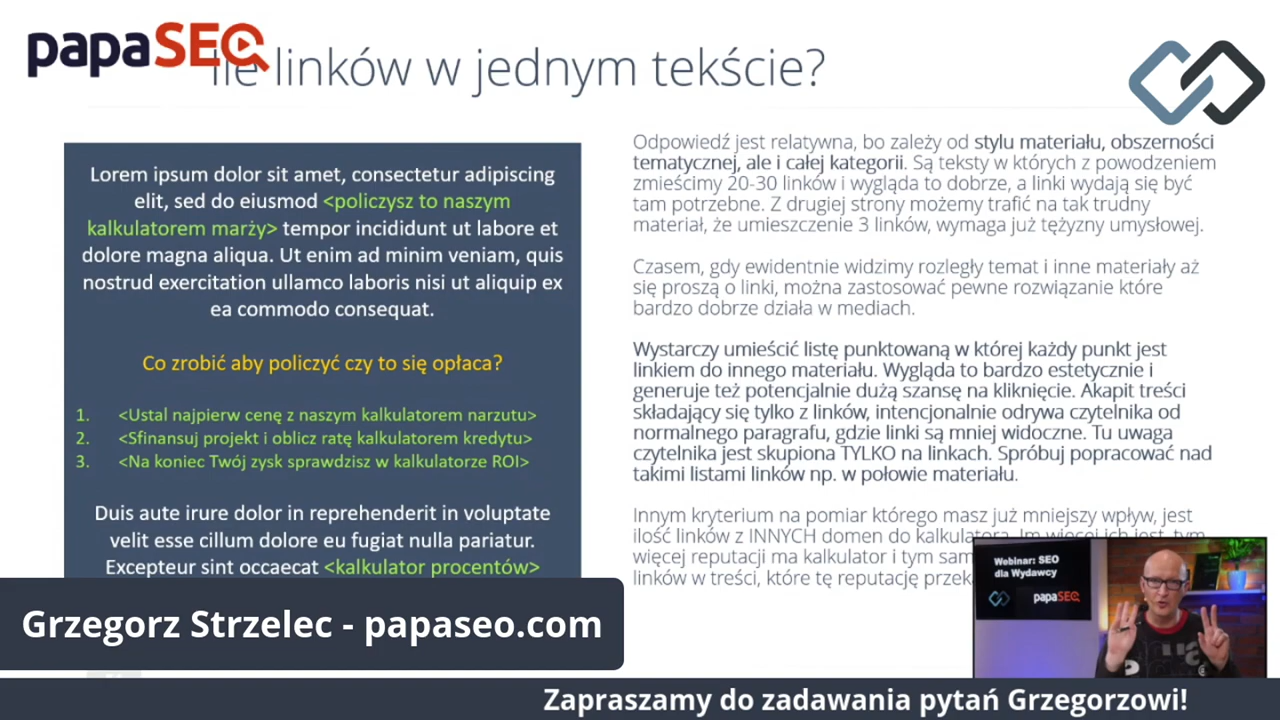 papaSEO
Ile linków w jednym tekście?
Lorem ipsum dolor sit amet, consectetur adipiscing
elit, sed do eiusmod <policzysz to naszym
kalkulatorem marży> tempor incididunt ut labore et
dolore magna aliqua. Ut enim ad minim veniam, quis
nostrud exercitation ullamco laboris nisi ut aliquip ex
ea commodo consequat.
Co zrobić aby policzyć czy to się opłaca?
1. <Ustal najpierw cenę z naszym kalkulatorem narzutu>
2. <Sfinansuj projekt i oblicz ratę kalkulatorem kredytu>
3. <Na koniec Twój zysk sprawdzisz w kalkulatorze ROI>
Duis aute irure dolor in reprehenderit in voluptate
velit esse cillum dolore eu fugiat nulla pariatur.
Excepteur sint occaecat <kalkulator procentów>
Odpowiedź jest relatywna, bo zależy od stylu materiału, obszerności
tematycznej, ale i całej kategorii. Są teksty w których z powodzeniem
zmieścimy 20-30 linków i wygląda to dobrze, a linki wydają się być
tam potrzebne. Z drugiej strony możemy trafić na tak trudny
materiał, że umieszczenie 3 linków, wymaga już tężyzny umysłowej.
Czasem, gdy ewidentnie widzimy rozległy temat i inne materiały aż
się proszą o linki, można zastosować pewne rozwiązanie które
bardzo dobrze działa w mediach.
Wystarczy umieścić listę punktowaną w której każdy punkt jest
linkiem do innego materiału. Wygląda to bardzo estetycznie i
generuje też potencjalnie dużą szansę na kliknięcie. Akapit treści
składający się tylko z linków, intencjonalnie odrywa czytelnika od
normalnego paragrafu, gdzie linki są mniej widoczne. Tu uwaga
czytelnika jest skupiona TYLKO na linkach. Spróbuj popracować nad
takimi listami linków np. w połowie materiału.
Innym kryterium na pomiar którego masz już mniejszy wpływ, jest
ilość linków z INNYCH domen do kalkulatora. Im więcej ich jest, tym
więcej reputacji ma kalkulator i tym sam
linków w treści, które tę reputację przek
Webinar: SEO
dla Wydawcy
papaSEO
Grzegorz Strzelec - papaseo.com
Zapraszamy do zadawania pytań Grzegorzowi!